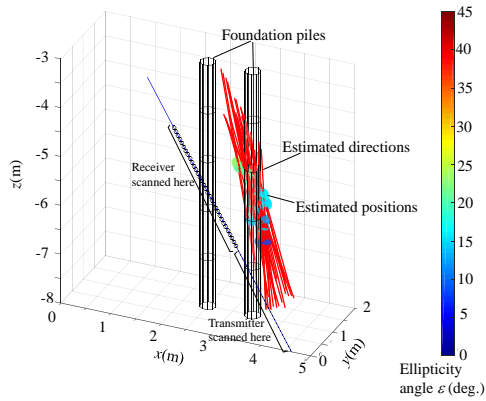 Foundation piles
Estimated directions
Estimated positions
Receiver
scanned here
Transmitter
scanned here
z(m)
-3
-4
-5
-6
-7
-8
0
1
2
3
4
5
x(m)
0
1
2
y(m)
45
40
35
30
25
20
15
10
5
0
Ellipticity
angle ε (deg.)